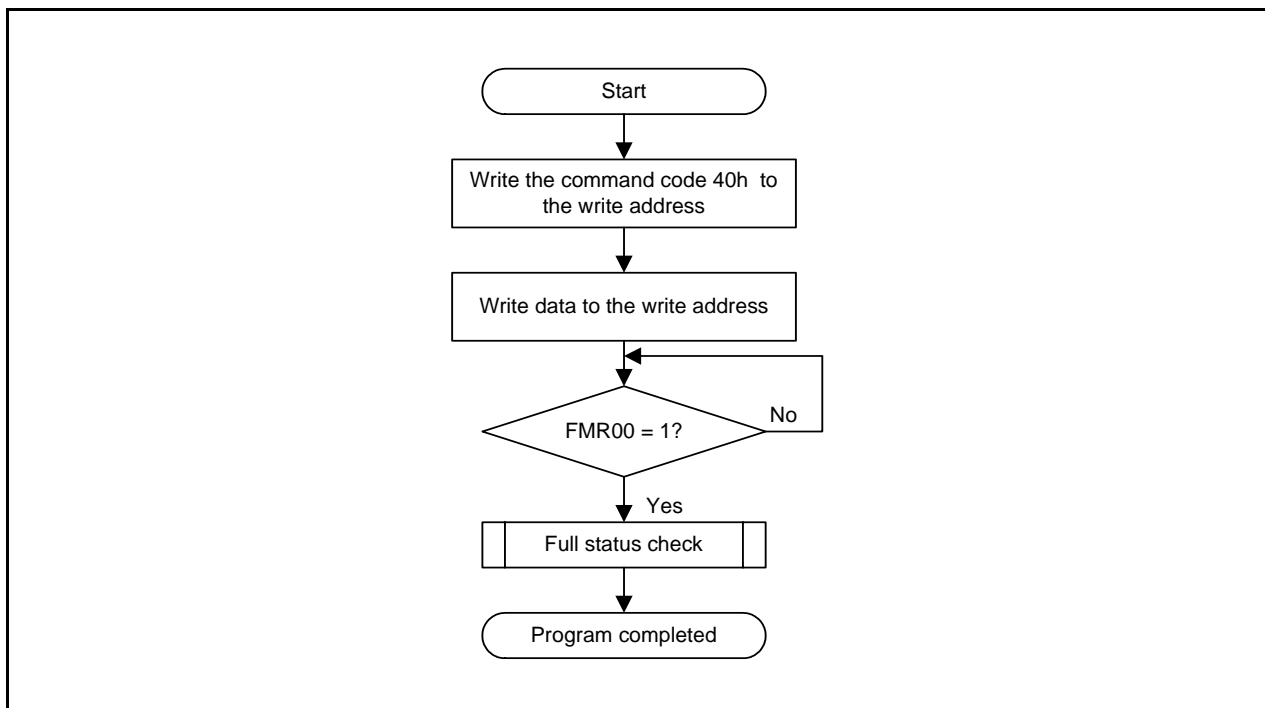 Start
Write the command code 40h to
the write address
Write data to the write address
FMR00 = 1?
No
Yes
Full status check
Program completed